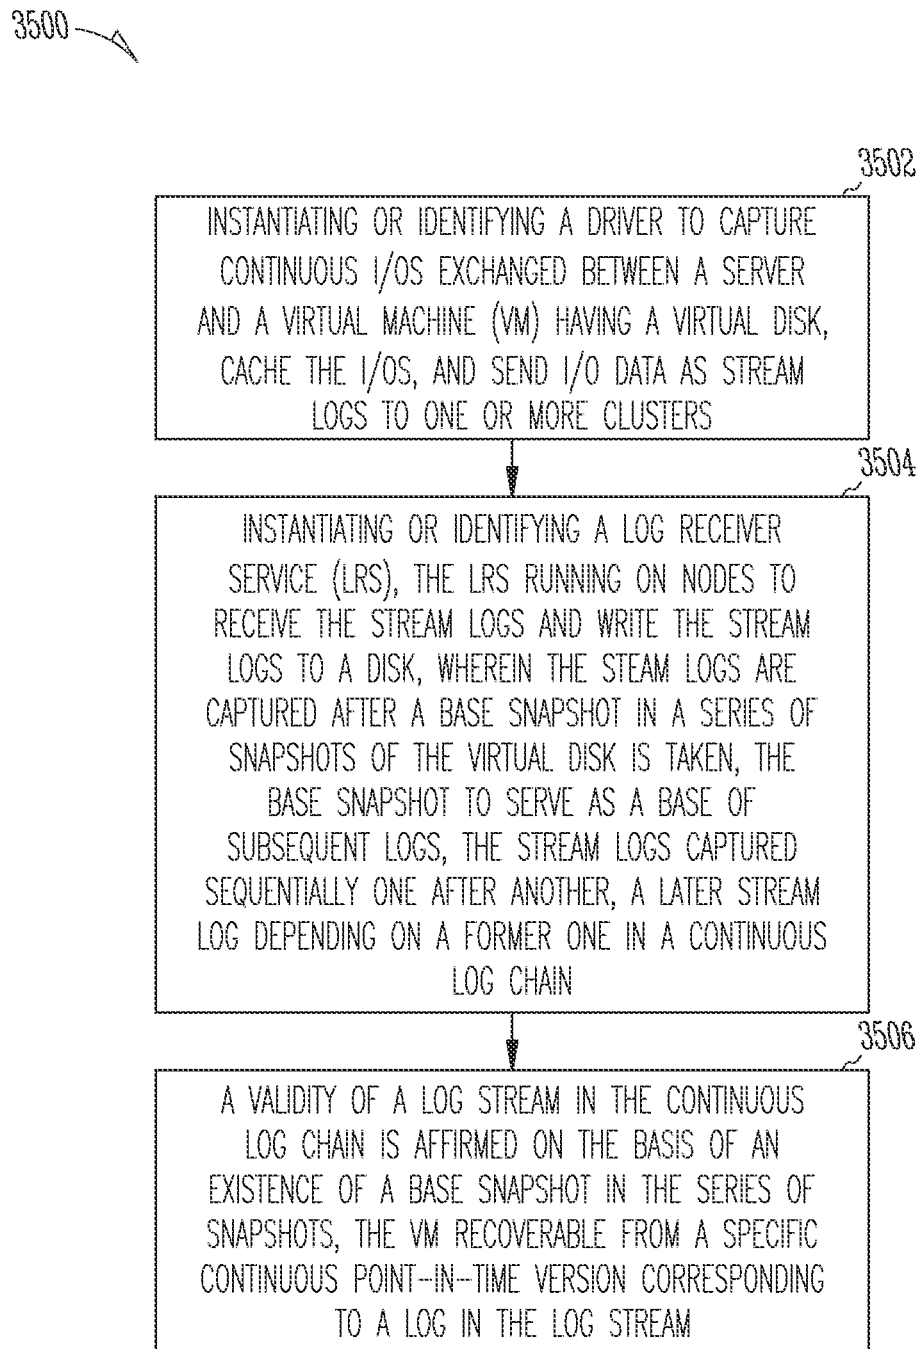 3500
3502
INSTANTIATING OR IDENTIFYING A DRIVER TO CAPTURE
CONTINUOUS I/OS EXCHANGED BETWEEN A SERVER
AND A VIRTUAL MACHINE (VM) HAVING A VIRTUAL DISK,
CACHE THE I/OS, AND SEND I/O DATA AS STREAM
LOGS TO ONE OR MORE CLUSTERS
3504
INSTANTIATING OR IDENTIFYING A LOG RECEIVER
SERVICE (LRS), THE LRS RUNNING ON NODES TO
RECEIVE THE STREAM LOGS AND WRITE THE STREAM
LOGS TO A DISK, WHEREIN THE STEAM LOGS ARE
CAPTURED AFTER A BASE SNAPSHOT IN A SERIES OF
SNAPSHOTS OF THE VIRTUAL DISK IS TAKEN, THE
BASE SNAPSHOT TO SERVE AS A BASE OF
SUBSEQUENT LOGS, THE STREAM LOGS CAPTURED
SEQUENTIALLY ONE AFTER ANOTHER, A LATER STREAM
LOG DEPENDING ON A FORMER ONE IN A CONTINUOUS
LOG CHAIN
3506
A VALIDITY OF A LOG STREAM IN THE CONTINUOUS
LOG CHAIN IS AFFIRMED ON THE BASIS OF AN
EXISTENCE OF A BASE SNAPSHOT IN THE SERIES OF
SNAPSHOTS, THE VM RECOVERABLE FROM A SPECIFIC
CONTINUOUS POINT-IN-TIME VERSION CORRESPONDING
TO A LOG IN THE LOG STREAM